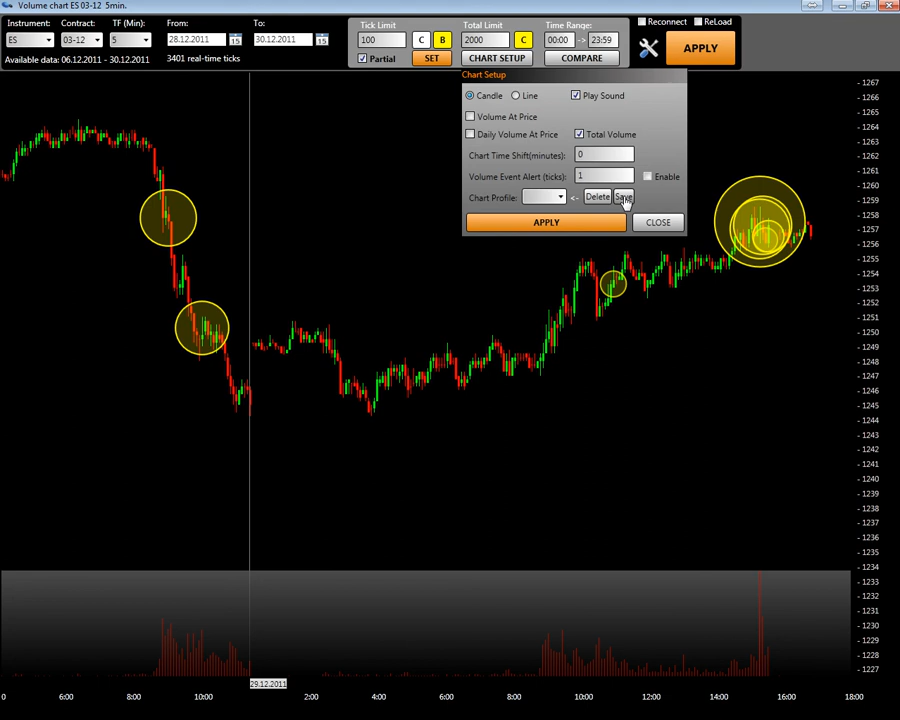 Volume chart ES 03-12 5min.
Instrument: Contract: TF (Min): From: To:
ES 03-12 5 28.12.2011 15 30.12.2011 15
Available data: 06.12.2011 - 30.12.2011 3401 real-time ticks
Tick Limit Total Limit Time Range:
100 C B 2000 C 00:00 -> 23:59
Partial SET CHART SETUP COMPARE
Reconnect ReLoad
APPLY
Chart Setup
Candle Line Play Sound
Volume At Price
Daily Volume At Price Total Volume
Chart Time Shift(minutes): 0
Volume Event Alert (ticks): 1 Enable
Chart Profile: <- Delete Save
APPLY CLOSE
- 1267
- 1266
- 1265
- 1264
- 1263
- 1262
- 1261
- 1260
- 1259
- 1258
- 1257
- 1256
- 1255
- 1254
- 1253
- 1252
- 1251
- 1250
- 1249
- 1248
- 1247
- 1246
- 1245
- 1244
- 1243
- 1242
- 1241
- 1240
- 1239
- 1238
- 1237
- 1236
- 1235
- 1234
- 1233
- 1232
- 1231
- 1230
- 1229
- 1228
- 1227
29.12.2011
0 6:00 8:00 10:00 2:00 4:00 6:00 8:00 10:00 12:00 14:00 16:00 18:00